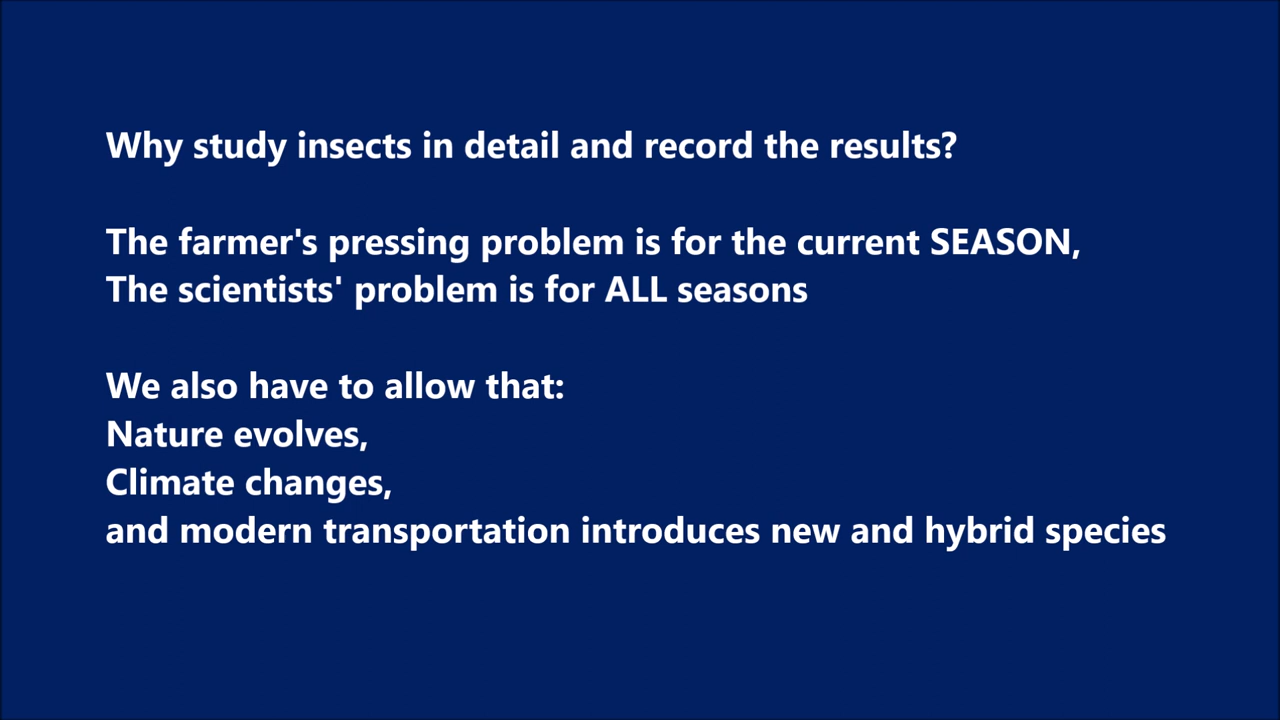 Why study insects in detail and record the results?
The farmer's pressing problem is for the current SEASON,
The scientists' problem is for ALL seasons
We also have to allow that:
Nature evolves,
Climate changes,
and modern transportation introduces new and hybrid species